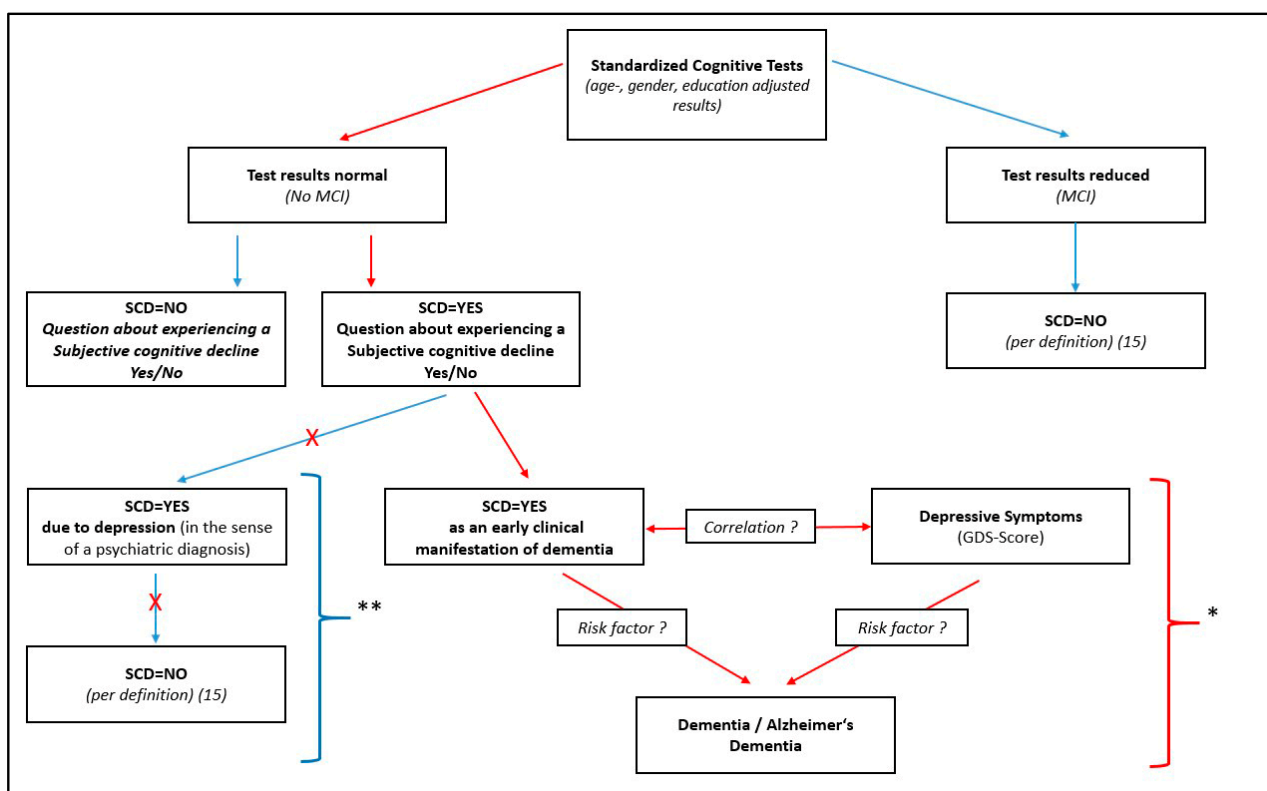 Standardized Cognitive Tests
(age-, gender, education adjusted
results)
Test results normal
(No MCI)
Test results reduced
(MCI)
SCD=NO
Question about experiencing a
Subjective cognitive decline
Yes/No
SCD=YES
Question about experiencing a
Subjective cognitive decline
Yes/No
SCD=NO
(per definition) (15)
X
SCD=YES
due to depression (in the sense
of a psychiatric diagnosis)
SCD=YES
as an early clinical
manifestation of dementia
Correlation ?
Depressive Symptoms
(GDS-Score)
X
**
*
Risk factor ?
Risk factor ?
SCD=NO
(per definition) (15)
Dementia / Alzheimer‘s
Dementia